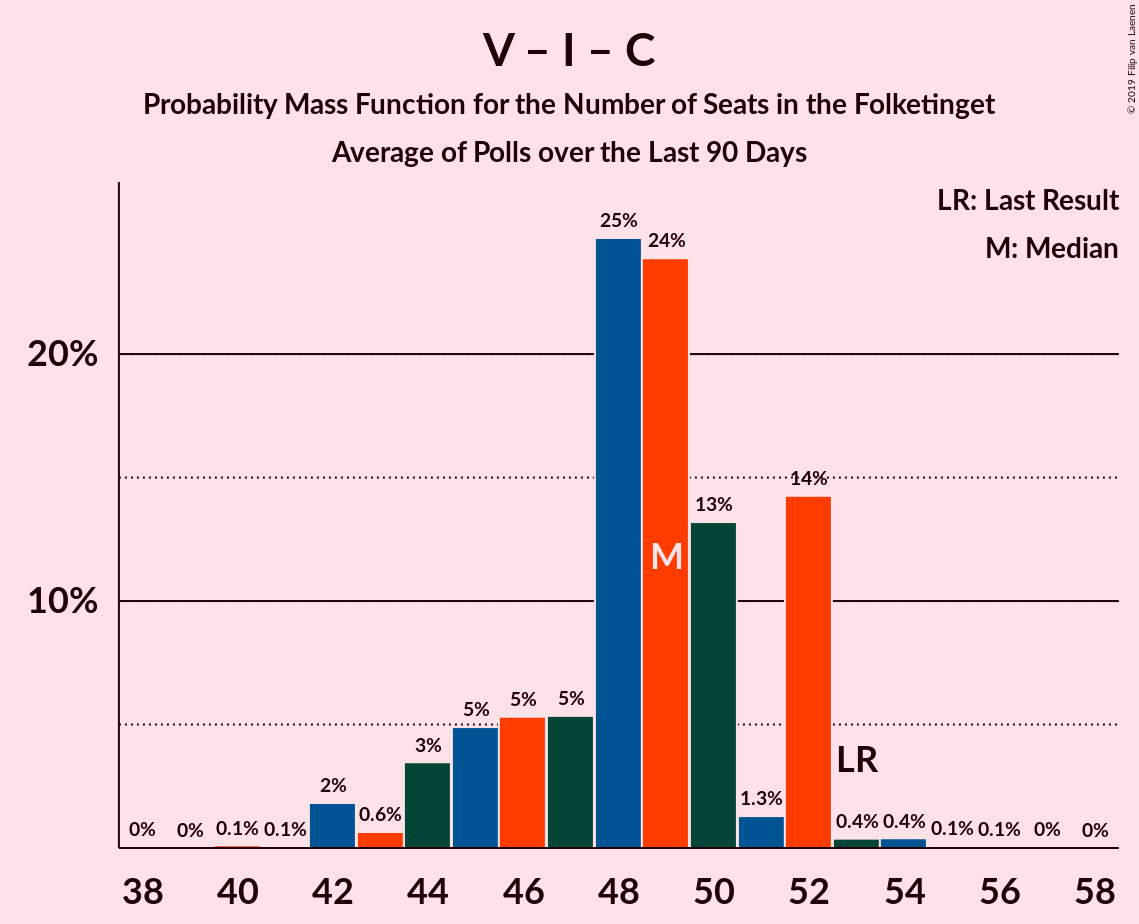 V – I – C
Probability Mass Function for the Number of Seats in the Folketinget
Average of Polls over the Last 90 Days
© 2019 Filip van Laenen
LR: Last Result
M: Median
20%
10%
0%
0%
0.1%
0.1%
2%
0.6%
3%
5%
5%
5%
25%
24%
M
13%
1.3%
14%
LR
0.4%
0.4%
0.1%
0.1%
0%
0%
38 40 42 44 46 48 50 52 54 56 58